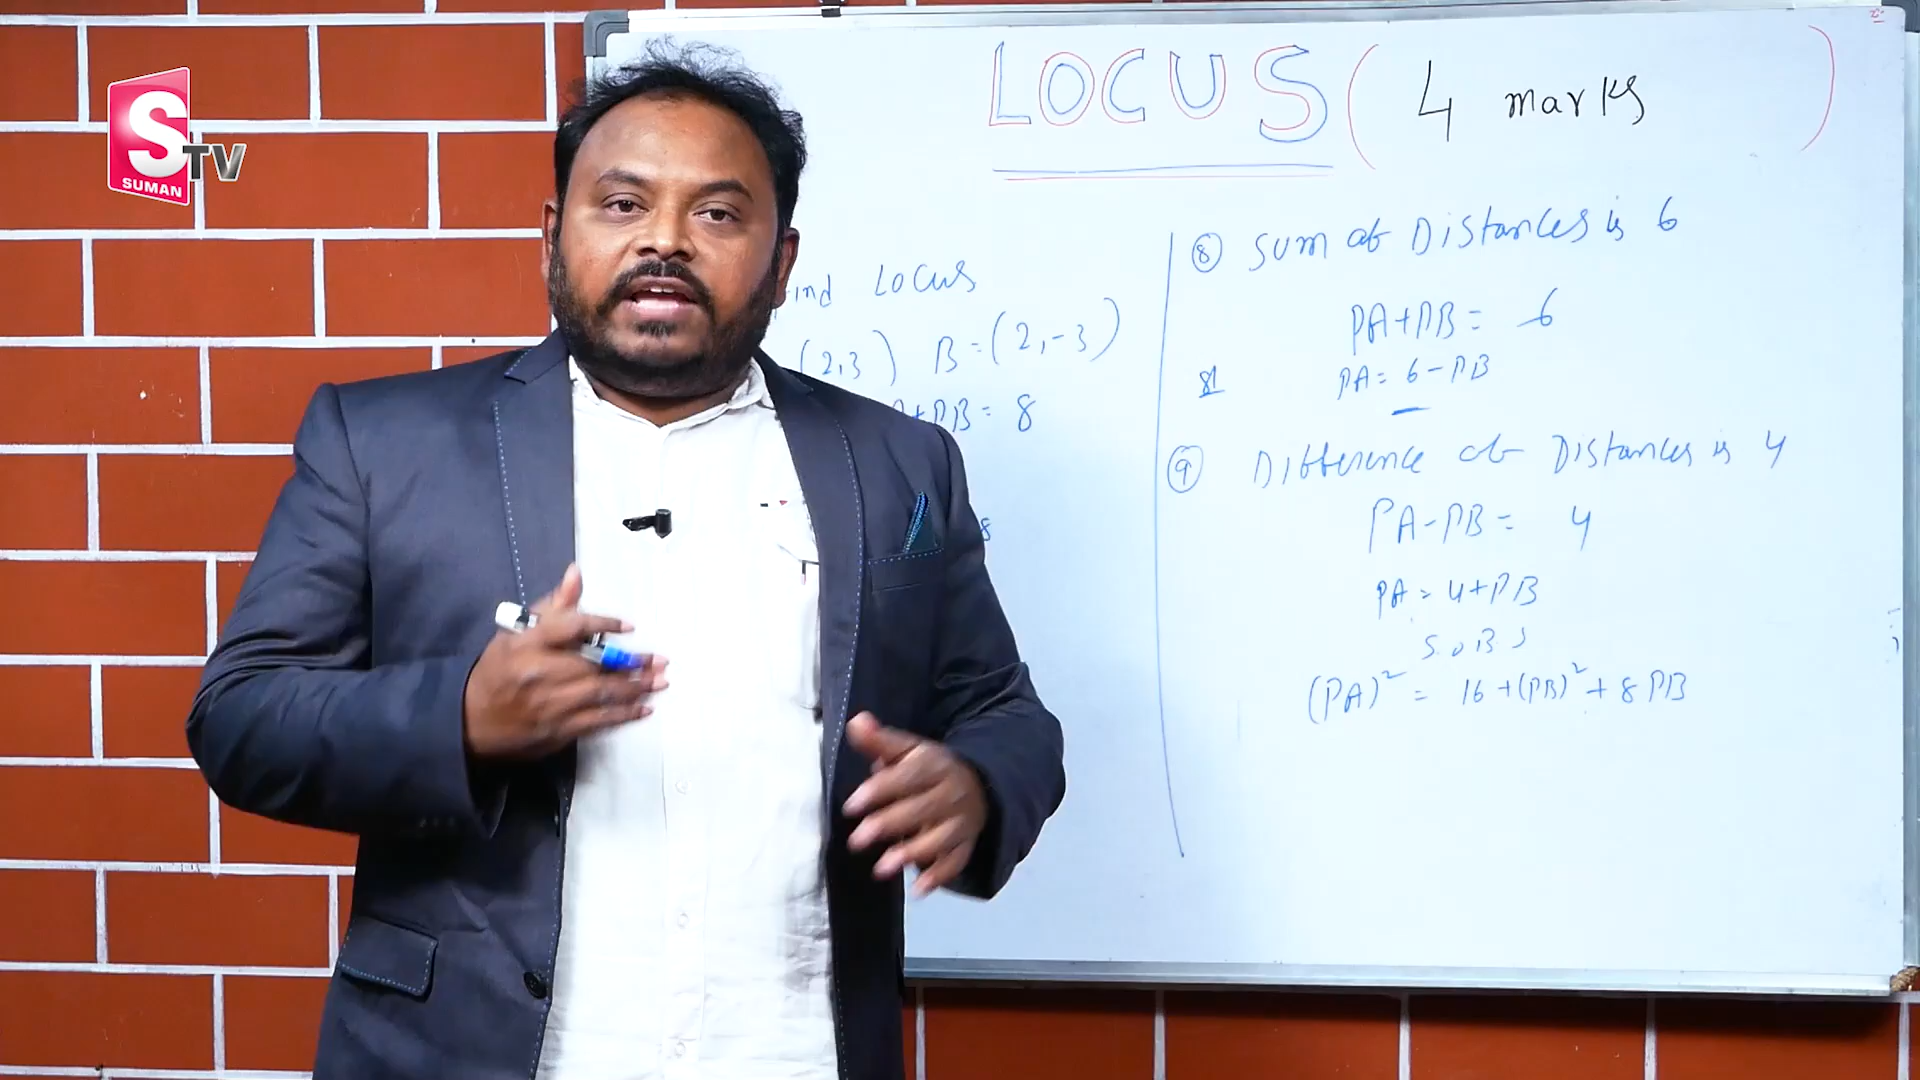 S TV
SUMAN
LOCUS ( 4 marks )
ind Locus
(2,3) B=(2,-3)
+PB= 8
8
⑧ Sum of Distances is 6
PA+PB= 6
PA= 6-PB
⑨ Difference of Distances is 4
PA-PB= 4
PA= 4+PB
S.O.B.S
(PA)² = 16+(PB)²+8PB